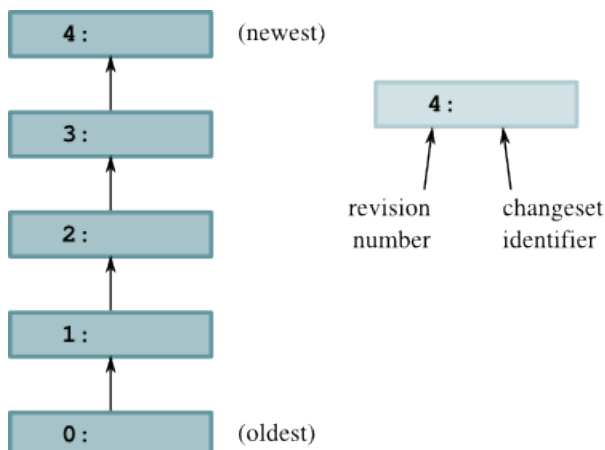 4: (newest)
4:
3:
revision number
changeset identifier
2:
1:
0: (oldest)